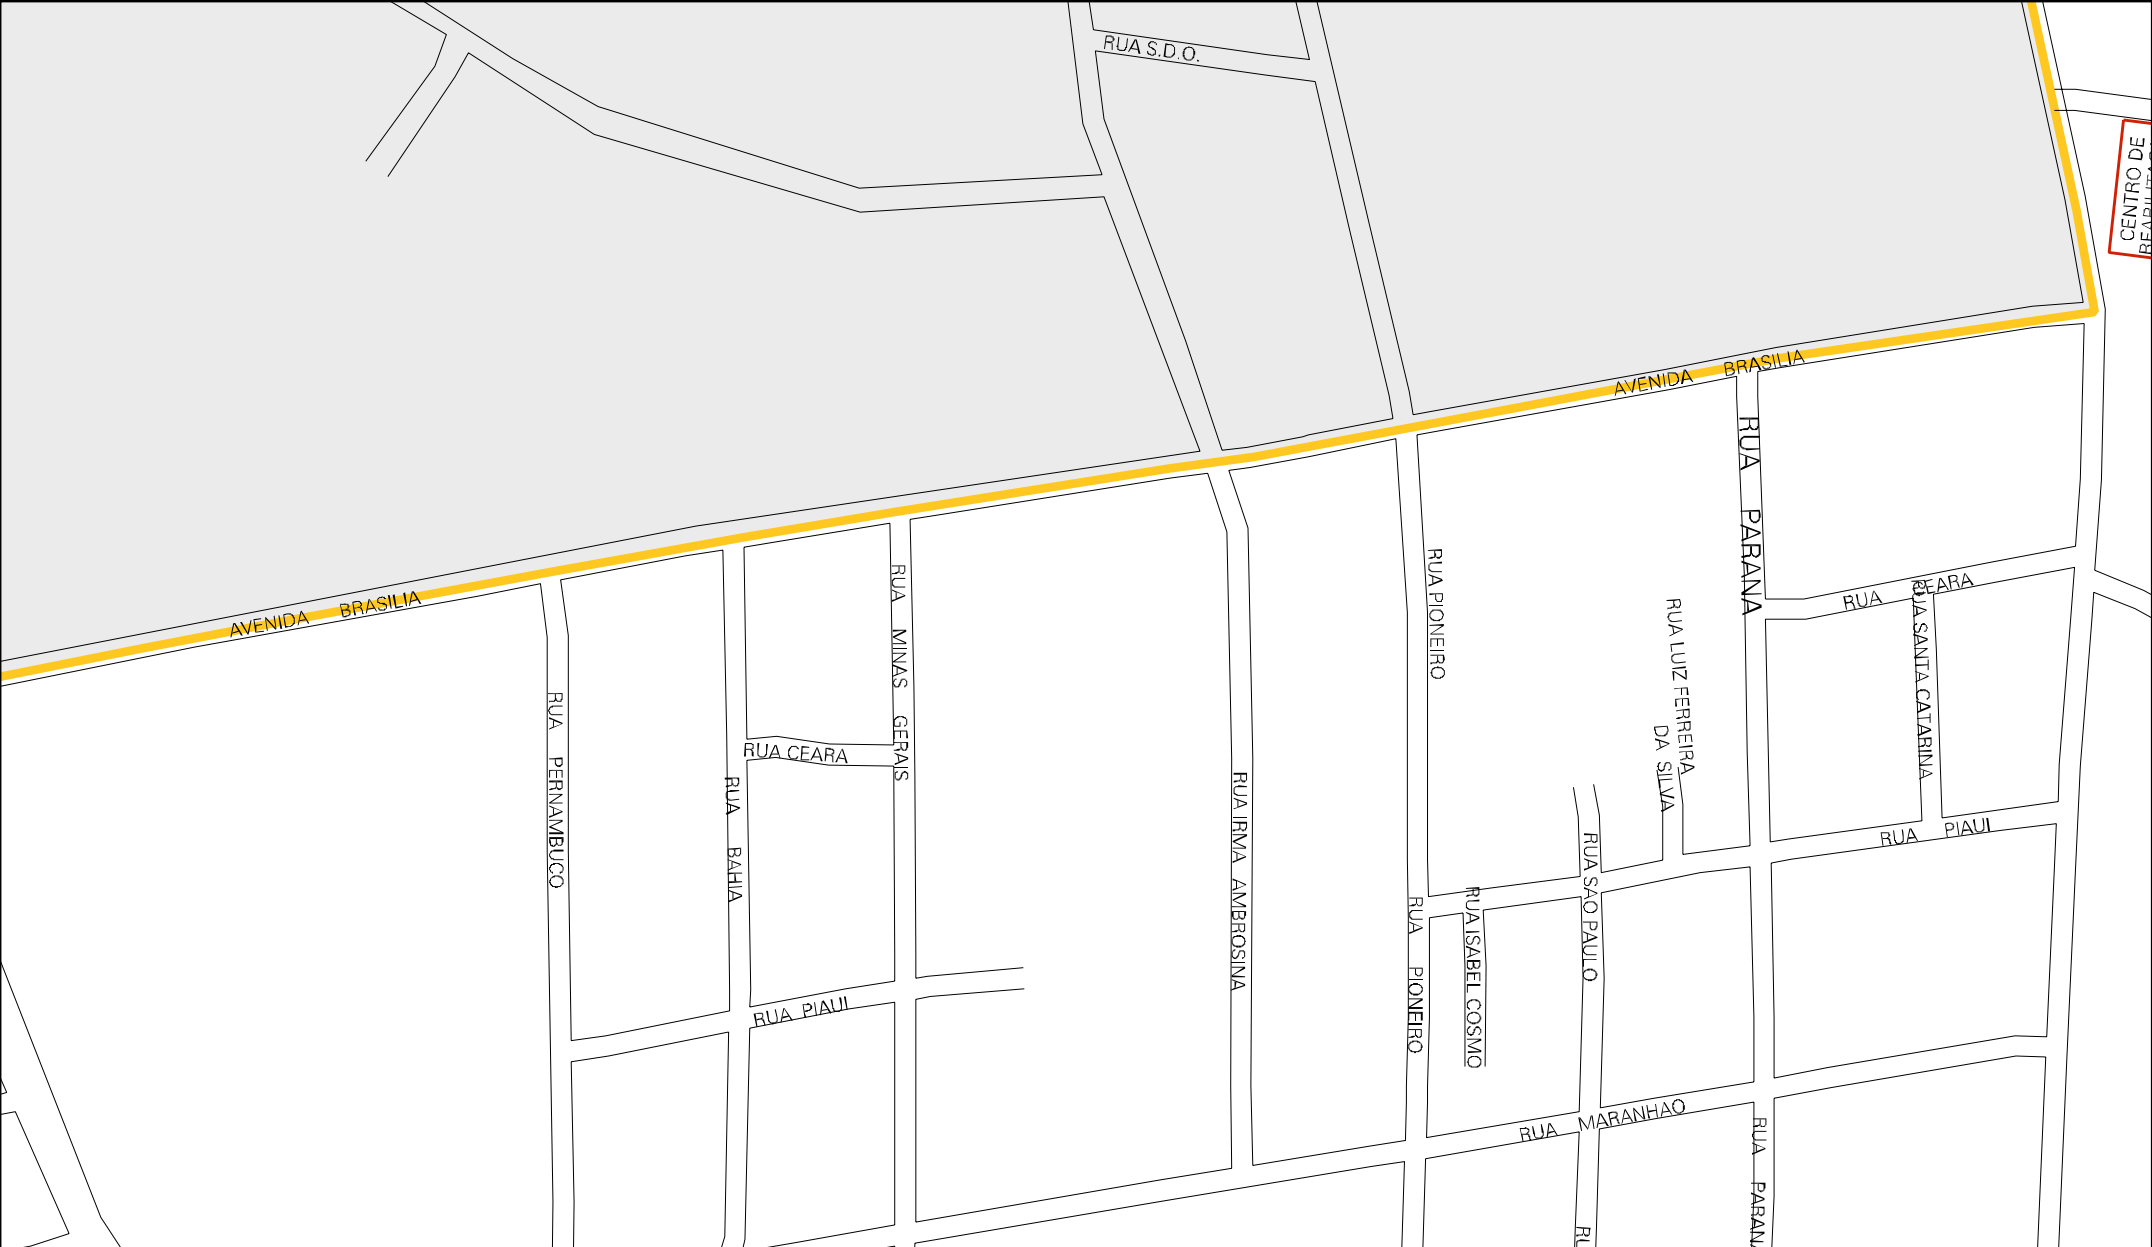 RUA S.D.O.
CENTRO DE
AVENIDA BRASILIA
RUA PARANA
AVENIDA BRASILIA
RUA MINAS GERAIS
RUA PIONEIRO
RUA CEARA
RUA SANTA CATARINA
RUA LUIZ FERREIRA
DA SILVA
RUA PERNAMBUCO
RUA CEARA
RUA BAHIA
RUA IRMA AMBROSINA
RUA SAO PAULO
RUA PIAUI
RUA PIONEIRO
RUA ISABEL COSMO
RUA PIAUI
RUA MARANHAO
RUA PARANA
RU